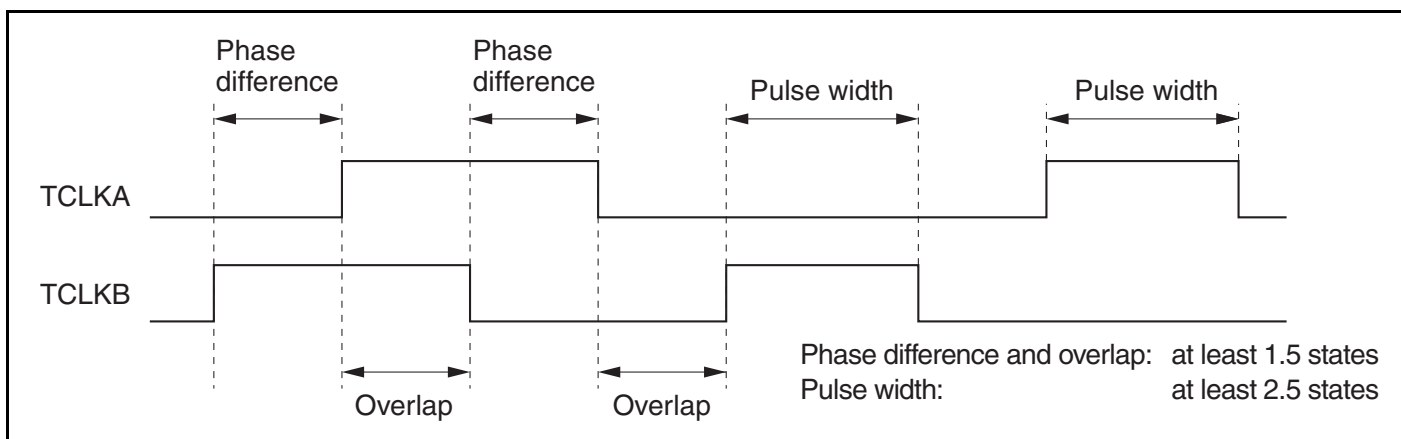 Phase
difference
Phase
difference
Pulse width
Pulse width
TCLKA
TCLKB
Overlap
Overlap
Phase difference and overlap: at least 1.5 states
Pulse width: at least 2.5 states